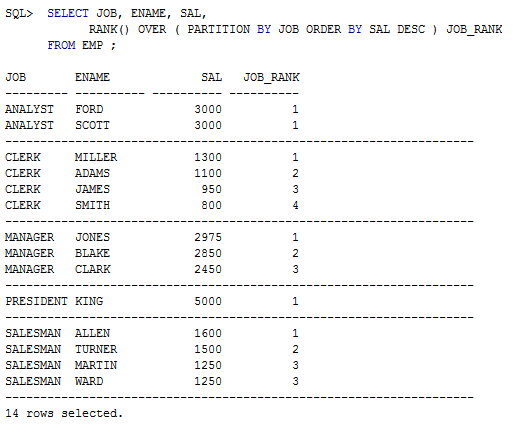 SQL>  SELECT JOB, ENAME, SAL,
            RANK() OVER ( PARTITION BY JOB ORDER BY SAL DESC ) JOB_RANK
      FROM EMP ;
JOB       ENAME             SAL   JOB_RANK
--------- ---------- ---------- ----------
ANALYST   FORD             3000          1
ANALYST   SCOTT            3000          1
-------------------------------------------------------------------
CLERK     MILLER           1300          1
CLERK     ADAMS            1100          2
CLERK     JAMES             950          3
CLERK     SMITH             800          4
-------------------------------------------------------------------
MANAGER   JONES            2975          1
MANAGER   BLAKE            2850          2
MANAGER   CLARK            2450          3
-------------------------------------------------------------------
PRESIDENT KING             5000          1
-------------------------------------------------------------------
SALESMAN  ALLEN            1600          1
SALESMAN  TURNER           1500          2
SALESMAN  MARTIN           1250          3
SALESMAN  WARD             1250          3
-------------------------------------------------------------------
14 rows selected.